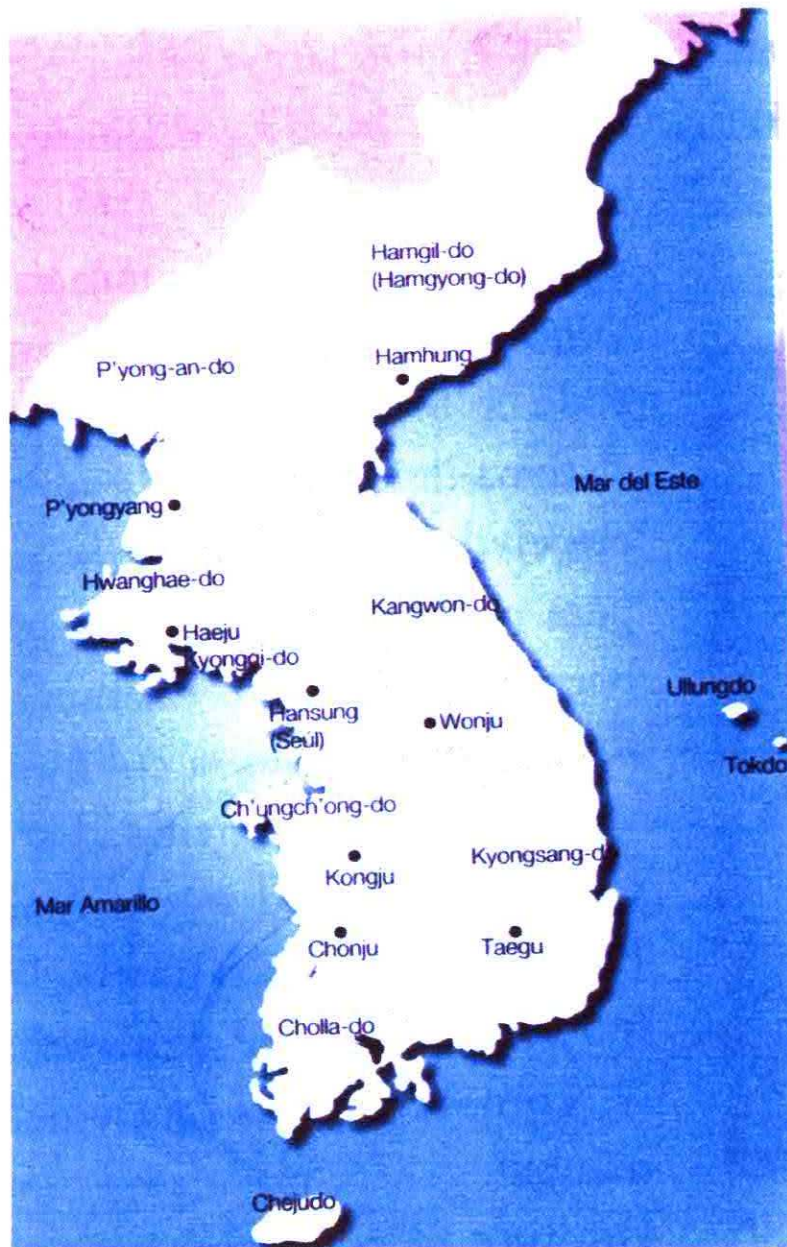 Hamgil-do
(Hamgyong-do)
Hamhung
P'yong-an-do
Mar del Este
P'yongyang
Hwanghae-do
Kangwon-do
Haeju
Kyonggi-do
Ullungdo
Hansung
(Seúl)
Wonju
Tokdo
Ch'ungch'ong-do
Kyongsang-d
Kongju
Mar Amarillo
Chonju
Taegu
Cholla-do
Chejudo